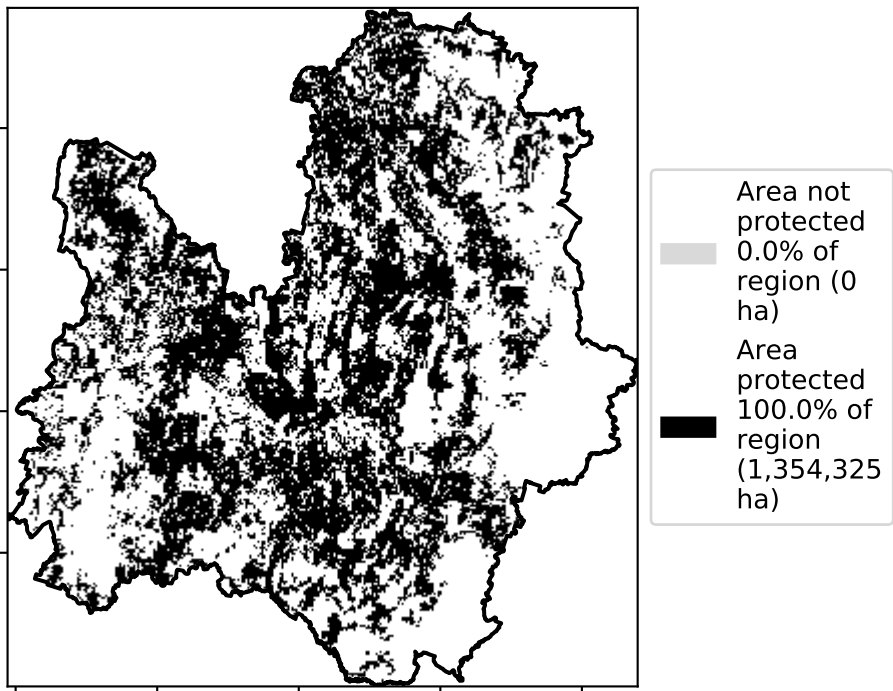 Area not
protected
0.0% of
region (0
ha)
Area
protected
100.0% of
region
(1,354,325
ha)